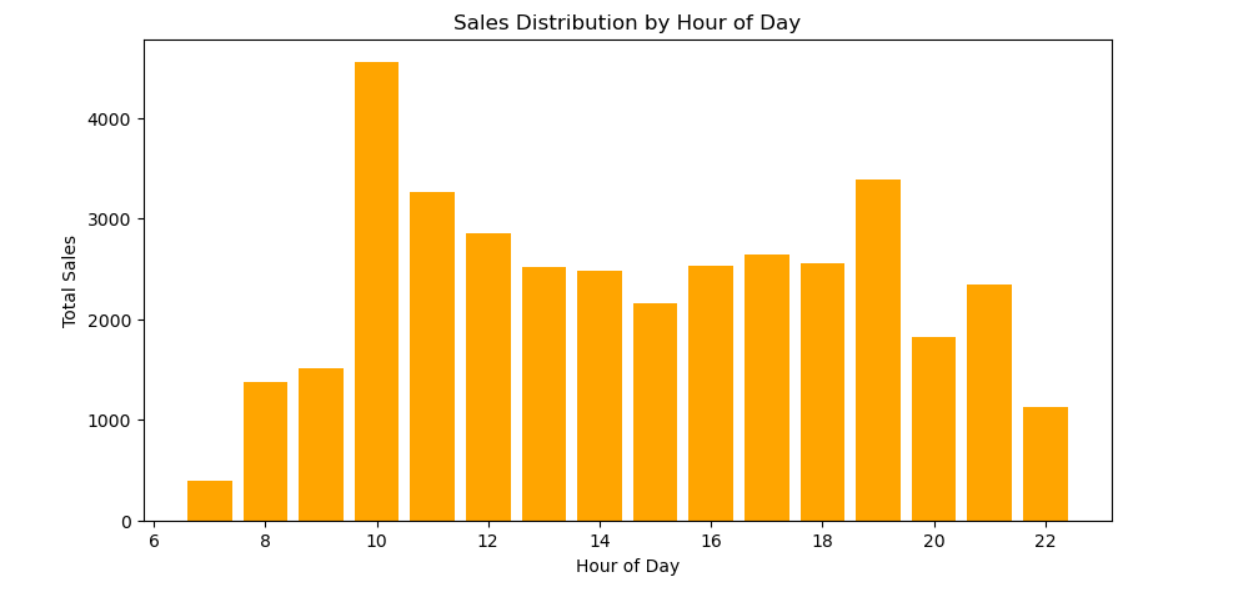 Sales Distribution by Hour of Day
Total Sales
4000
3000
2000
1000
0
6 8 10 12 14 16 18 20 22
Hour of Day